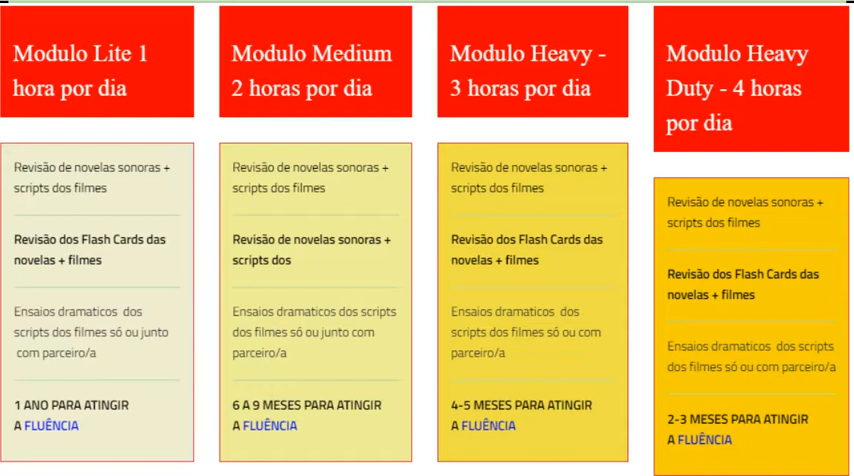 Modulo Lite 1
hora por dia
Revisão de novelas sonoras +
scripts dos filmes
Revisão dos Flash Cards das
novelas + filmes
Ensaios dramaticos dos
scripts dos filmes só ou junto
com parceiro/a
1 ANO PARA ATINGIR
A FLUÊNCIA
Modulo Medium
2 horas por dia
Revisão de novelas sonoras +
scripts dos filmes
Revisão de novelas sonoras +
scripts dos
Ensaios dramaticos dos scripts
dos filmes só ou junto com
parceiro/a
6 A 9 MESES PARA ATINGIR
A FLUÊNCIA
Modulo Heavy -
3 horas por dia
Revisão de novelas sonoras +
scripts dos filmes
Revisão dos Flash Cards das
novelas + filmes
Ensaios dramaticos dos
scripts dos filmes só ou com
parceiro/a
4-5 MESES PARA ATINGIR
A FLUÊNCIA
Modulo Heavy
Duty - 4 horas
por dia
Revisão de novelas sonoras +
scripts dos filmes
Revisão dos Flash Cards das
novelas + filmes
Ensaios dramaticos dos scripts
dos filmes só ou com parceiro/a
2-3 MESES PARA ATINGIR
A FLUÊNCIA